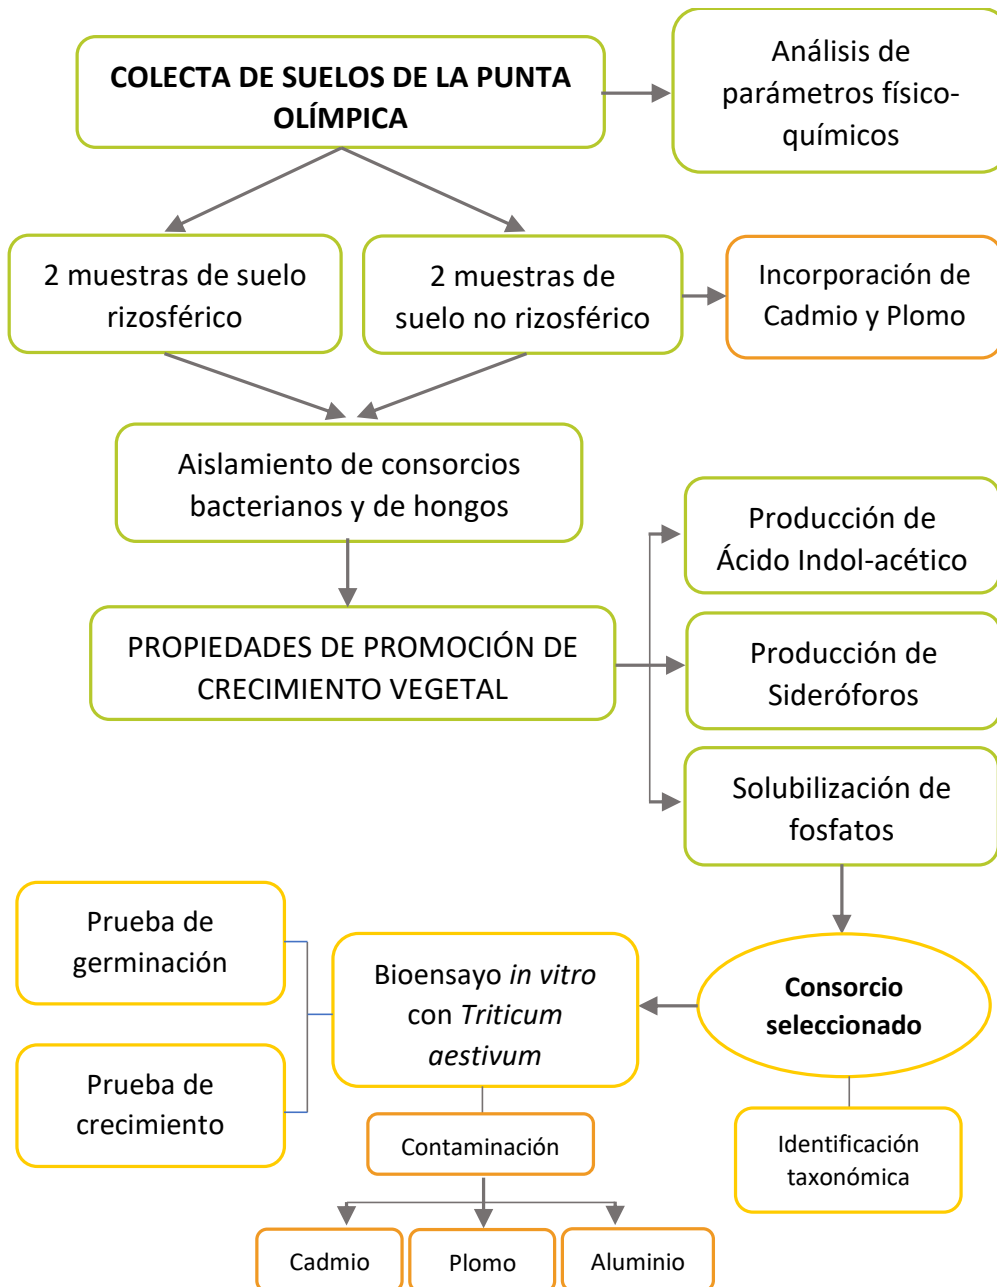 COLECTA DE SUELOS DE LA PUNTA
OLÍMPICA
Análisis de
parámetros físico-
químicos
2 muestras de suelo
rizosférico
2 muestras de
suelo no rizosférico
Incorporación de
Cadmio y Plomo
Aislamiento de consorcios
bacterianos y de hongos
Producción de
Ácido Indol-acético
PROPIEDADES DE PROMOCIÓN DE
CRECIMIENTO VEGETAL
Producción de
Sideróforos
Solubilización de
fosfatos
Prueba de
germinación
Bioensayo in vitro
con Triticum
aestivum
Consorcio
seleccionado
Prueba de
crecimiento
Contaminación
Identificación
taxonómica
Cadmio
Plomo
Aluminio